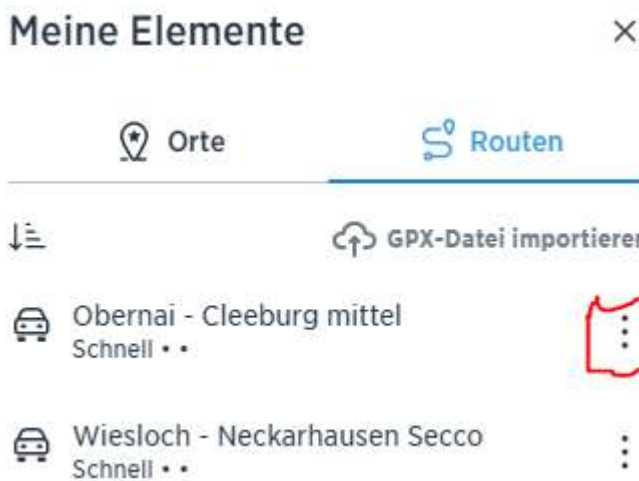 Meine Elemente
Orte
Routen
GPX-Datei importieren
Obernai - Cleeburg mittel
Schnell • •
Wiesloch - Neckarhausen Secco
Schnell • •